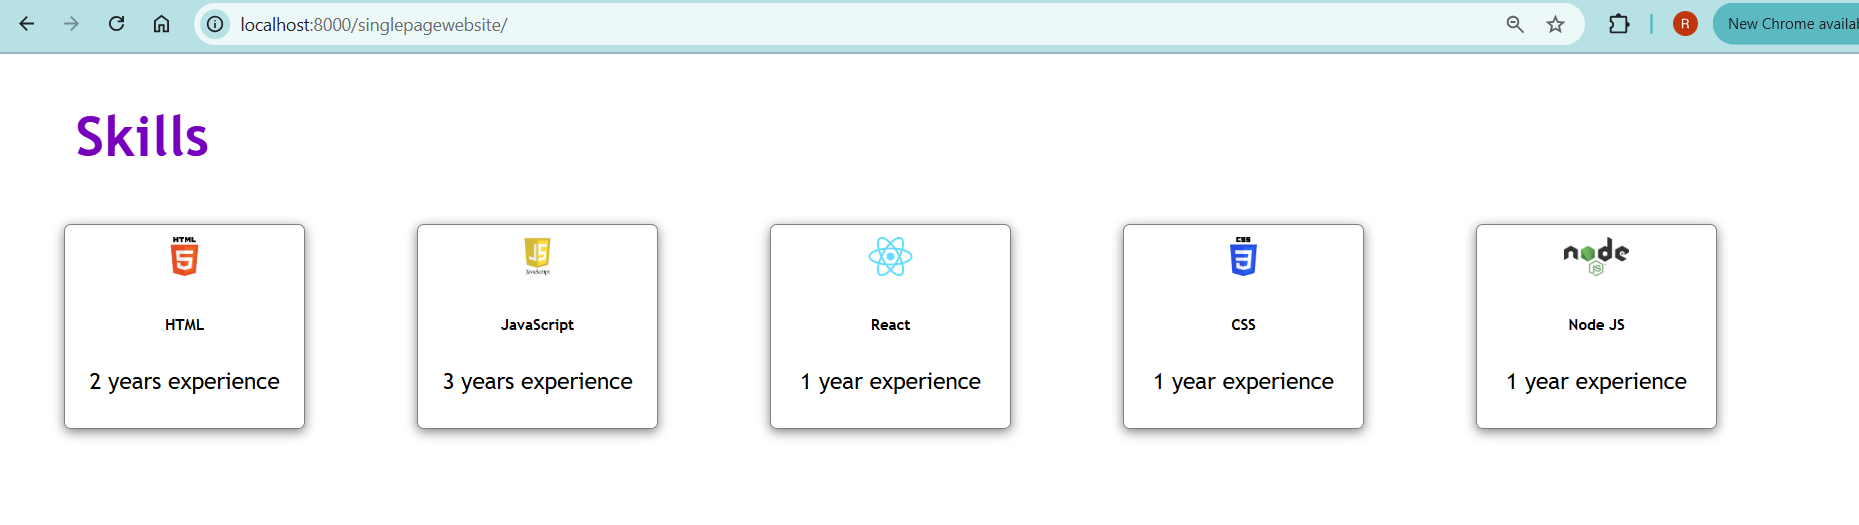 localhost:8000/singlepagewebsite/
R
New Chrome availab
Skills
HTML
5
HTML
2 years experience
JS
JavaScript
JavaScript
3 years experience
React
1 year experience
CSS
3
CSS
1 year experience
node
JS
Node JS
1 year experience